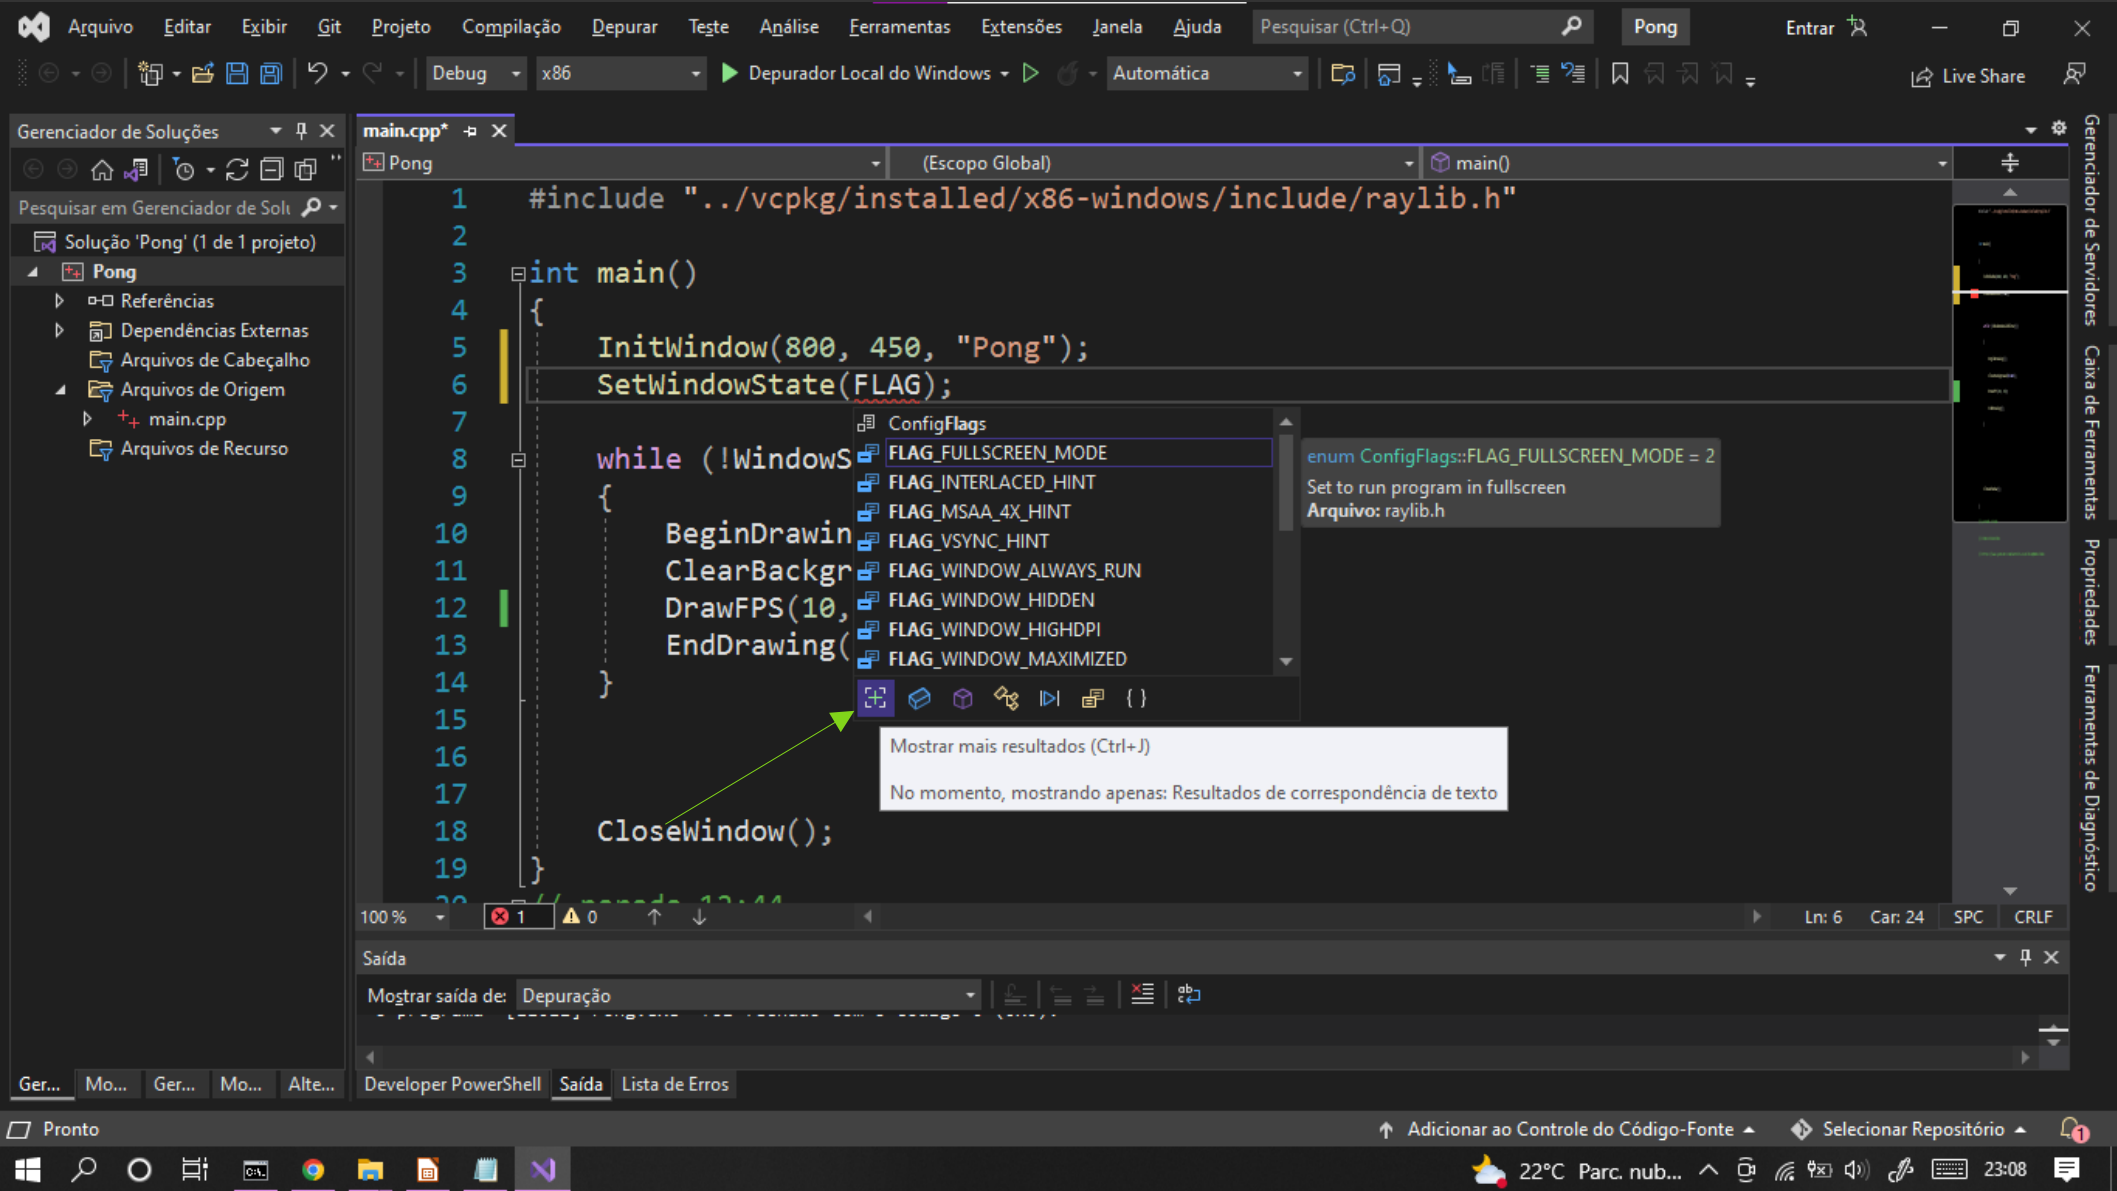 Arquivo Editar Exibir Git Projeto Compilação Depurar Teste Análise Ferramentas Extensões Janela Ajuda Pesquisar (Ctrl+Q) Pong Entrar
Debug x86 Depurador Local do Windows Automática Live Share
Gerenciador de Soluções
Pesquisar em Gerenciador de Solu
Solução 'Pong' (1 de 1 projeto)
Pong
Referências
Dependências Externas
Arquivos de Cabeçalho
Arquivos de Origem
main.cpp
Arquivos de Recurso
Ger... Mo... Ger... Mo... Alte...
main.cpp*
Pong (Escopo Global) main()
1 #include "../vcpkg/installed/x86-windows/include/raylib.h"
2
3 int main()
4 {
5 InitWindow(800, 450, "Pong");
6 SetWindowState(FLAG);
7
8 while (!WindowS
9 {
10 BeginDrawin
11 ClearBackgr
12 DrawFPS(10,
13 EndDrawing(
14 }
15
16
17
18 CloseWindow();
19 }
ConfigFlags
FLAG_FULLSCREEN_MODE
FLAG_INTERLACED_HINT
FLAG_MSAA_4X_HINT
FLAG_VSYNC_HINT
FLAG_WINDOW_ALWAYS_RUN
FLAG_WINDOW_HIDDEN
FLAG_WINDOW_HIGHDPI
FLAG_WINDOW_MAXIMIZED
{ }
enum ConfigFlags::FLAG_FULLSCREEN_MODE = 2
Set to run program in fullscreen
Arquivo: raylib.h
Mostrar mais resultados (Ctrl+J)
No momento, mostrando apenas: Resultados de correspondência de texto
100 % 1 0 Ln: 6 Car: 24 SPC CRLF
Saída
Mostrar saída de: Depuração
Developer PowerShell Saída Lista de Erros
Gerenciador de Servidores
Caixa de Ferramentas
Propriedades
Ferramentas de Diagnóstico
Pronto Adicionar ao Controle do Código-Fonte Selecionar Repositório 1
22°C Parc. nub... 23:08